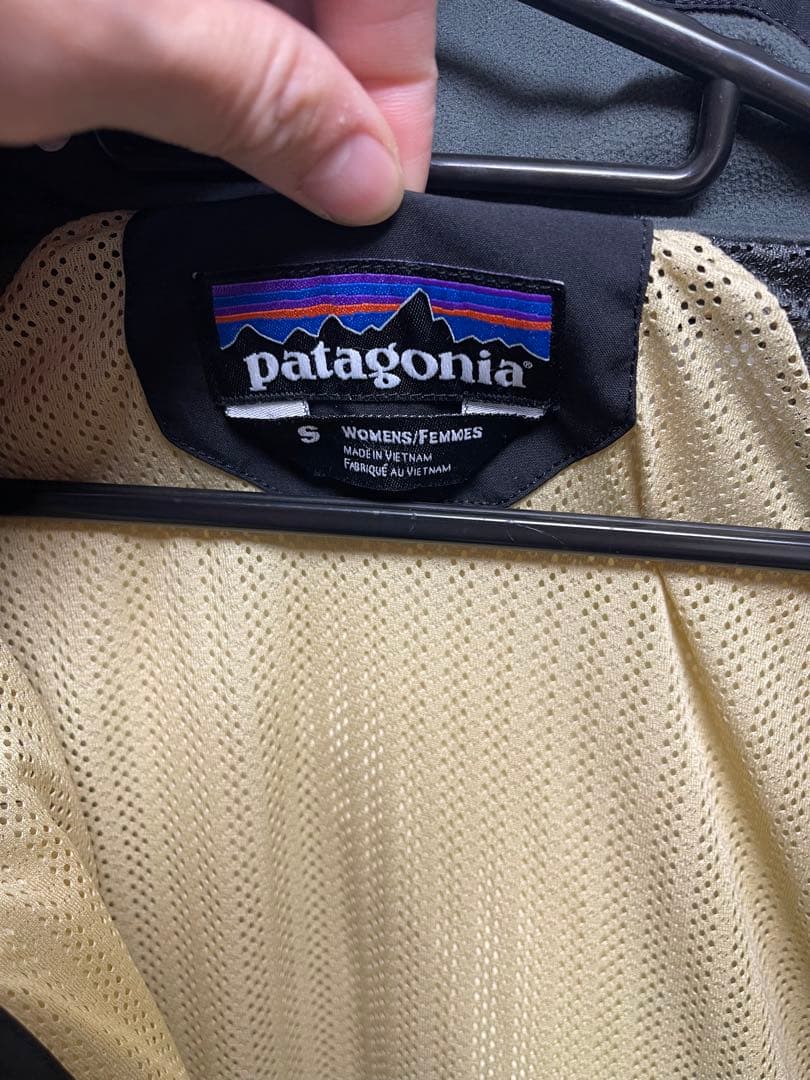 patagonia®
S WOMENS/FEMMES
MADE IN VIETNAM
FABRIQUÉ AU VIETNAM